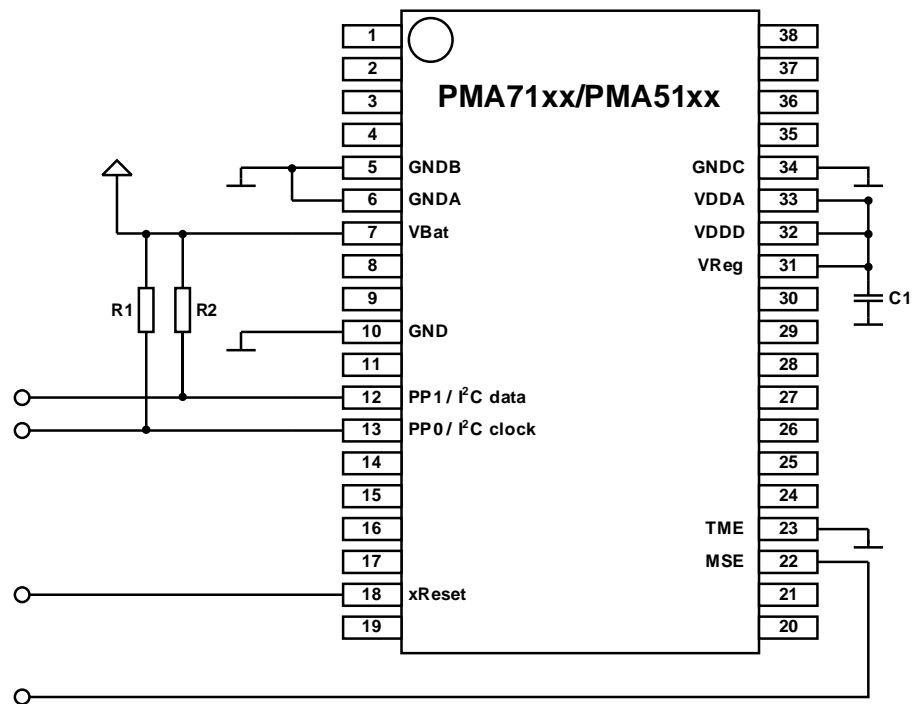 PMA71xx/PMA51xx
1 38
2 37
3 36
4 35
5 GNDB GNDC 34
6 GNDA VDDA 33
7 VBat VDDD 32
8 VReg 31
R1 R2 9 30 C1
10 GND 29
11 28
12 PP1 / I²C data 27
13 PP0 / I²C clock 26
14 25
15 24
16 TME 23
17 MSE 22
18 xReset 21
19 20